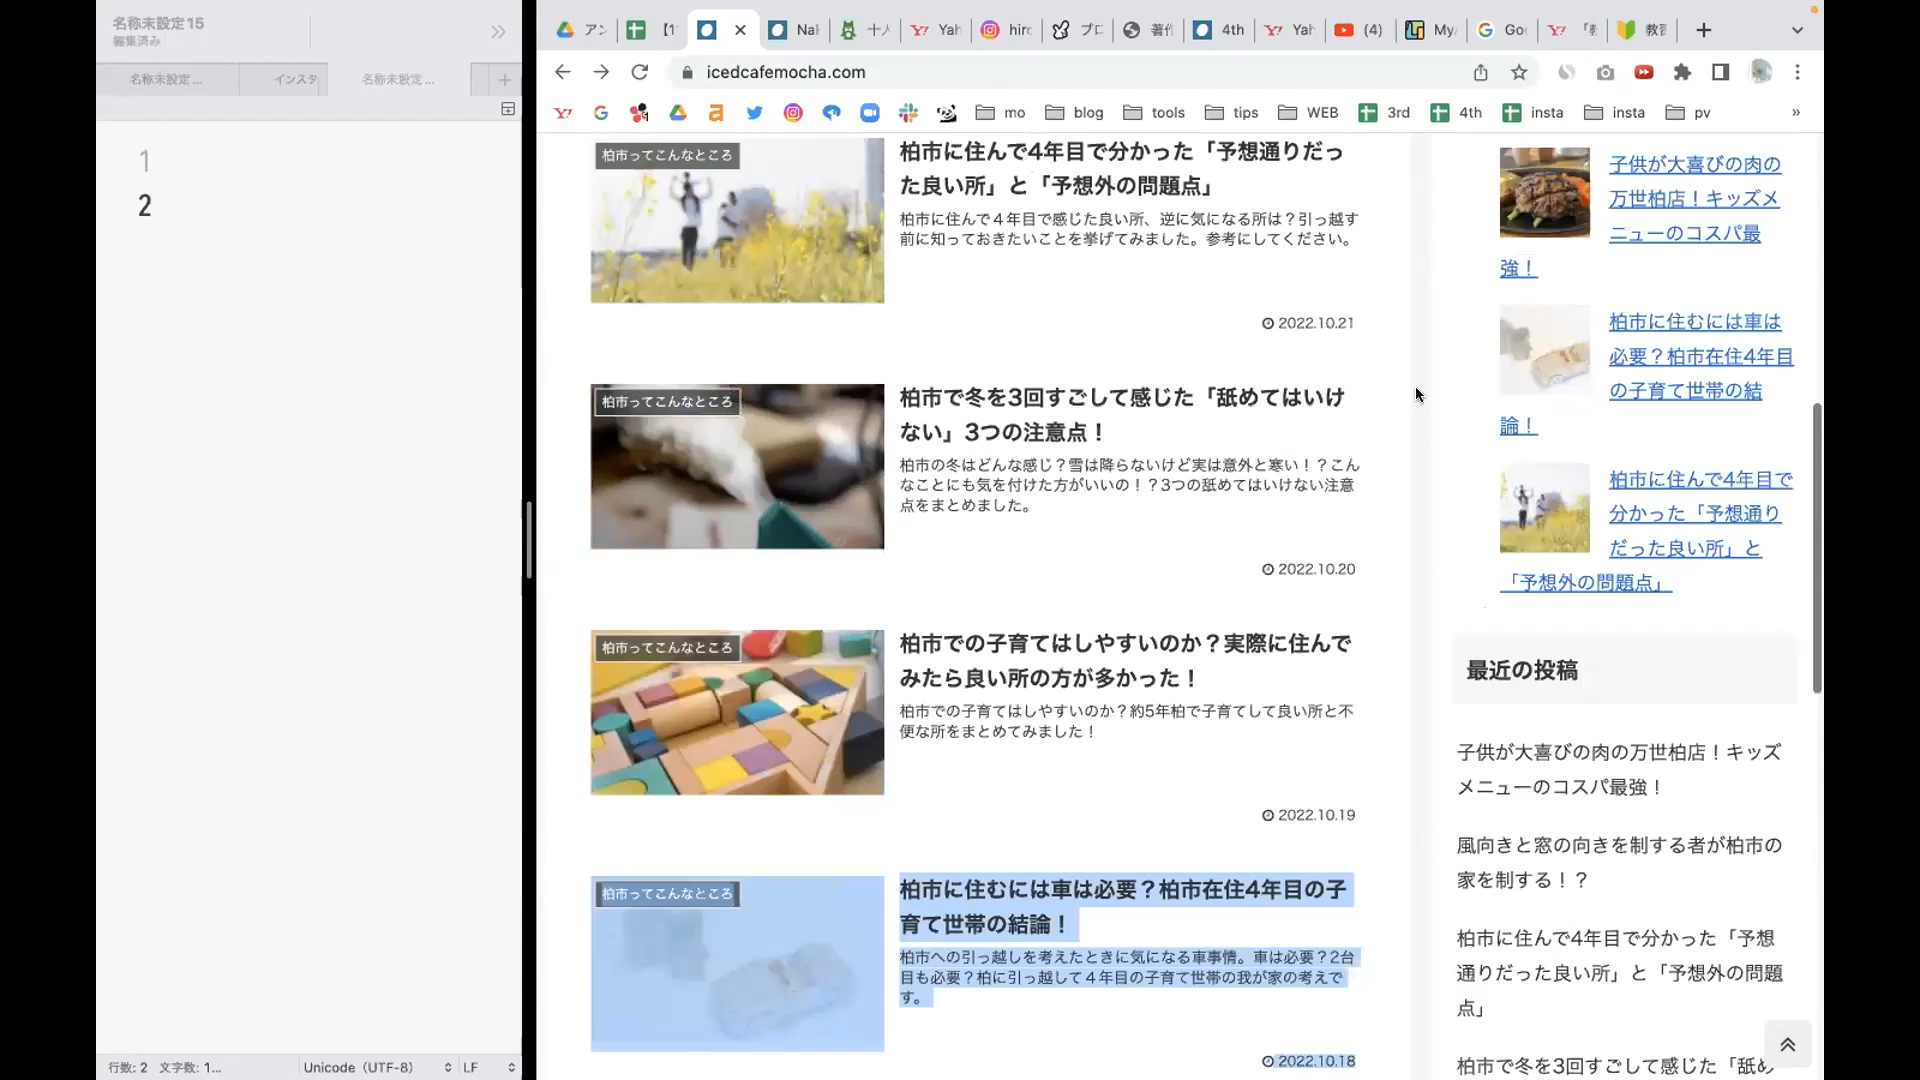 名称未設定 15
編集済み
名称未設定 ...
インスタ
名称未設定 ...
1
2
行数: 2 文字数: 1...
Unicode (UTF-8)
LF
アン
Nal
十人
Yah
hirc
ブロ
著作
4th
Yah
(4)
My
Go
教習
icedcafemocha.com
mo
blog
tools
tips
WEB
3rd
4th
insta
insta
pv
柏市ってこんなところ
柏市に住んで4年目で分かった「予想通りだっ
た良い所」と「予想外の問題点」
柏市に住んで４年目で感じた良い所、逆に気になる所は？引っ越す
前に知っておきたいことを挙げてみました。参考にしてください。
2022.10.21
柏市ってこんなところ
柏市で冬を3回すごして感じた「舐めてはいけ
ない」3つの注意点！
柏市の冬はどんな感じ？雪は降らないけど実は意外と寒い！？こん
なことにも気を付けた方がいいの！？3つの舐めてはいけない注意
点をまとめました。
2022.10.20
柏市ってこんなところ
柏市での子育てはしやすいのか？実際に住んで
みたら良い所の方が多かった！
柏市での子育てはしやすいのか？約5年柏で子育てして良い所と不
便な所をまとめてみました！
2022.10.19
柏市ってこんなところ
柏市に住むには車は必要？柏市在住4年目の子
育て世帯の結論！
柏市への引っ越しを考えたときに気になる車事情。車は必要？2台
目も必要？柏に引っ越して４年目の子育て世帯の我が家の考えで
す。
2022.10.18
子供が大喜びの肉の
万世柏店！キッズメ
ニューのコスパ最
強！
柏市に住むには車は
必要？柏市在住4年目
の子育て世帯の結
論！
柏市に住んで4年目で
分かった「予想通り
だった良い所」と
「予想外の問題点」
最近の投稿
子供が大喜びの肉の万世柏店！キッズ
メニューのコスパ最強！
風向きと窓の向きを制する者が柏市の
家を制する！？
柏市に住んで4年目で分かった「予想
通りだった良い所」と「予想外の問題
点」
柏市で冬を3回すごして感じた「舐め